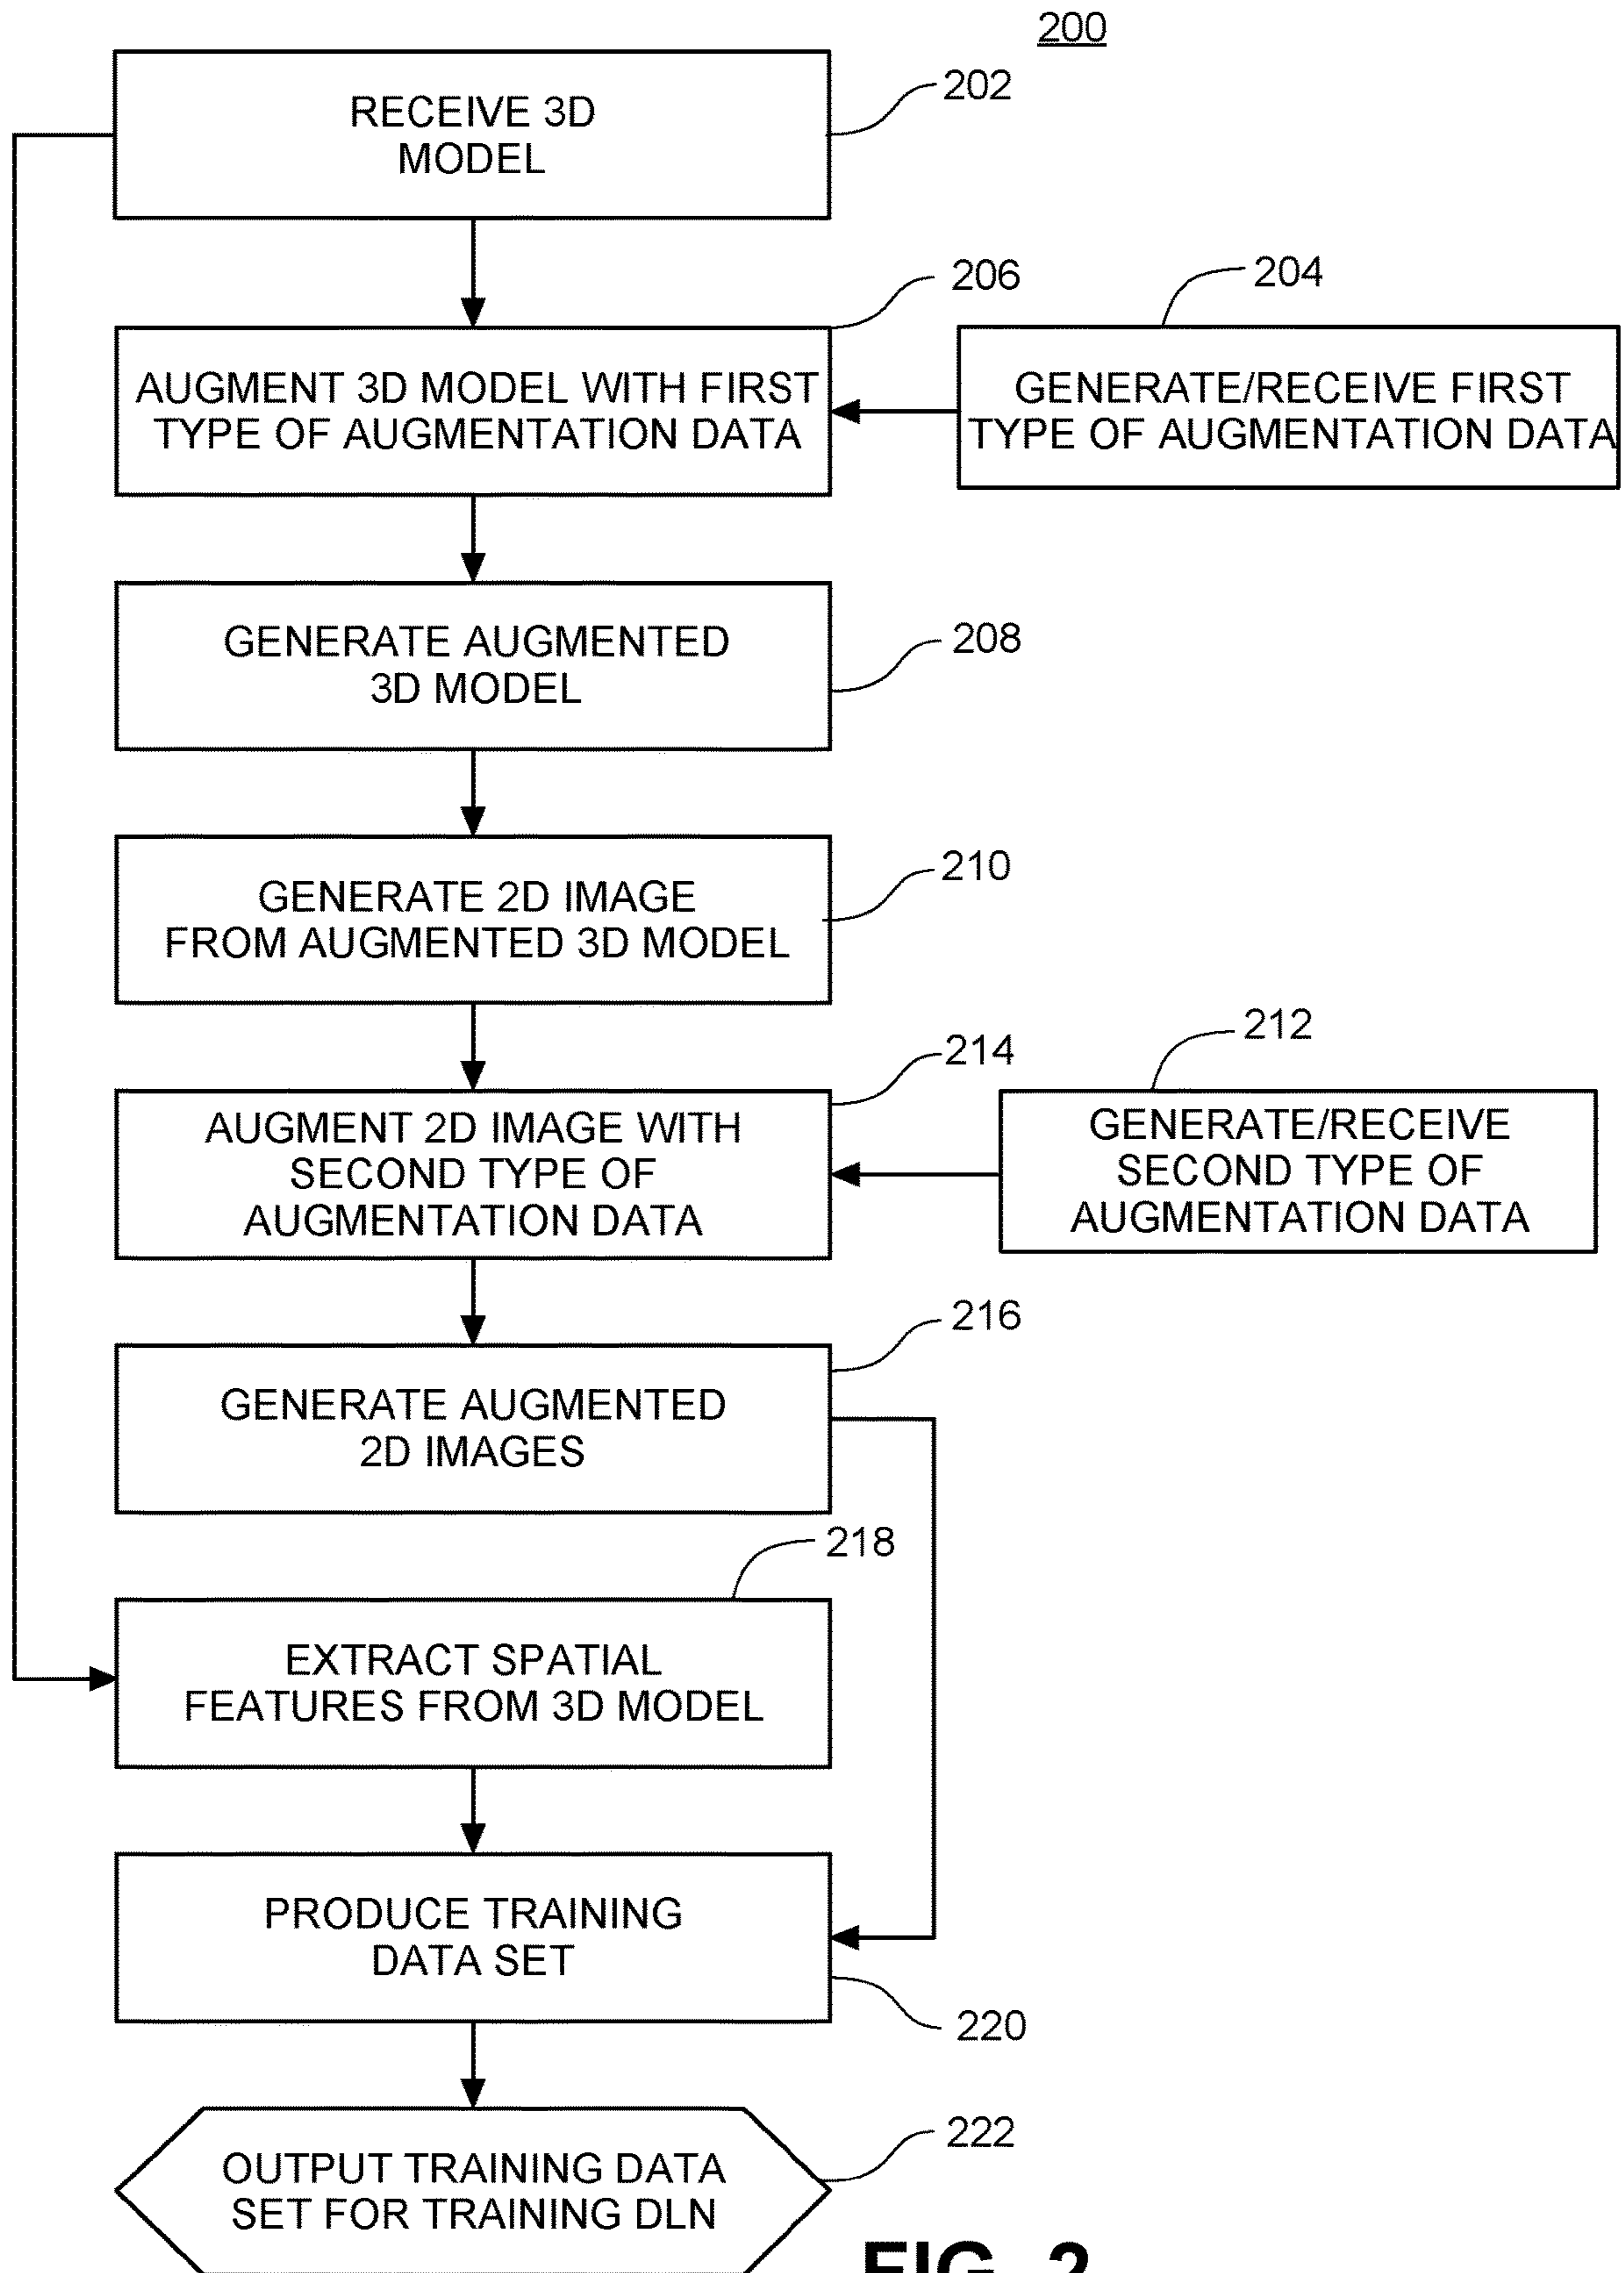 200
RECEIVE 3D
MODEL
202
206
204
AUGMENT 3D MODEL WITH FIRST
TYPE OF AUGMENTATION DATA
GENERATE/RECEIVE FIRST
TYPE OF AUGMENTATION DATA
GENERATE AUGMENTED
3D MODEL
208
GENERATE 2D IMAGE
FROM AUGMENTED 3D MODEL
210
214
212
AUGMENT 2D IMAGE WITH
SECOND TYPE OF
AUGMENTATION DATA
GENERATE/RECEIVE
SECOND TYPE OF
AUGMENTATION DATA
216
GENERATE AUGMENTED
2D IMAGES
218
EXTRACT SPATIAL
FEATURES FROM 3D MODEL
PRODUCE TRAINING
DATA SET
220
222
OUTPUT TRAINING DATA
SET FOR TRAINING DLN
FIG. 2